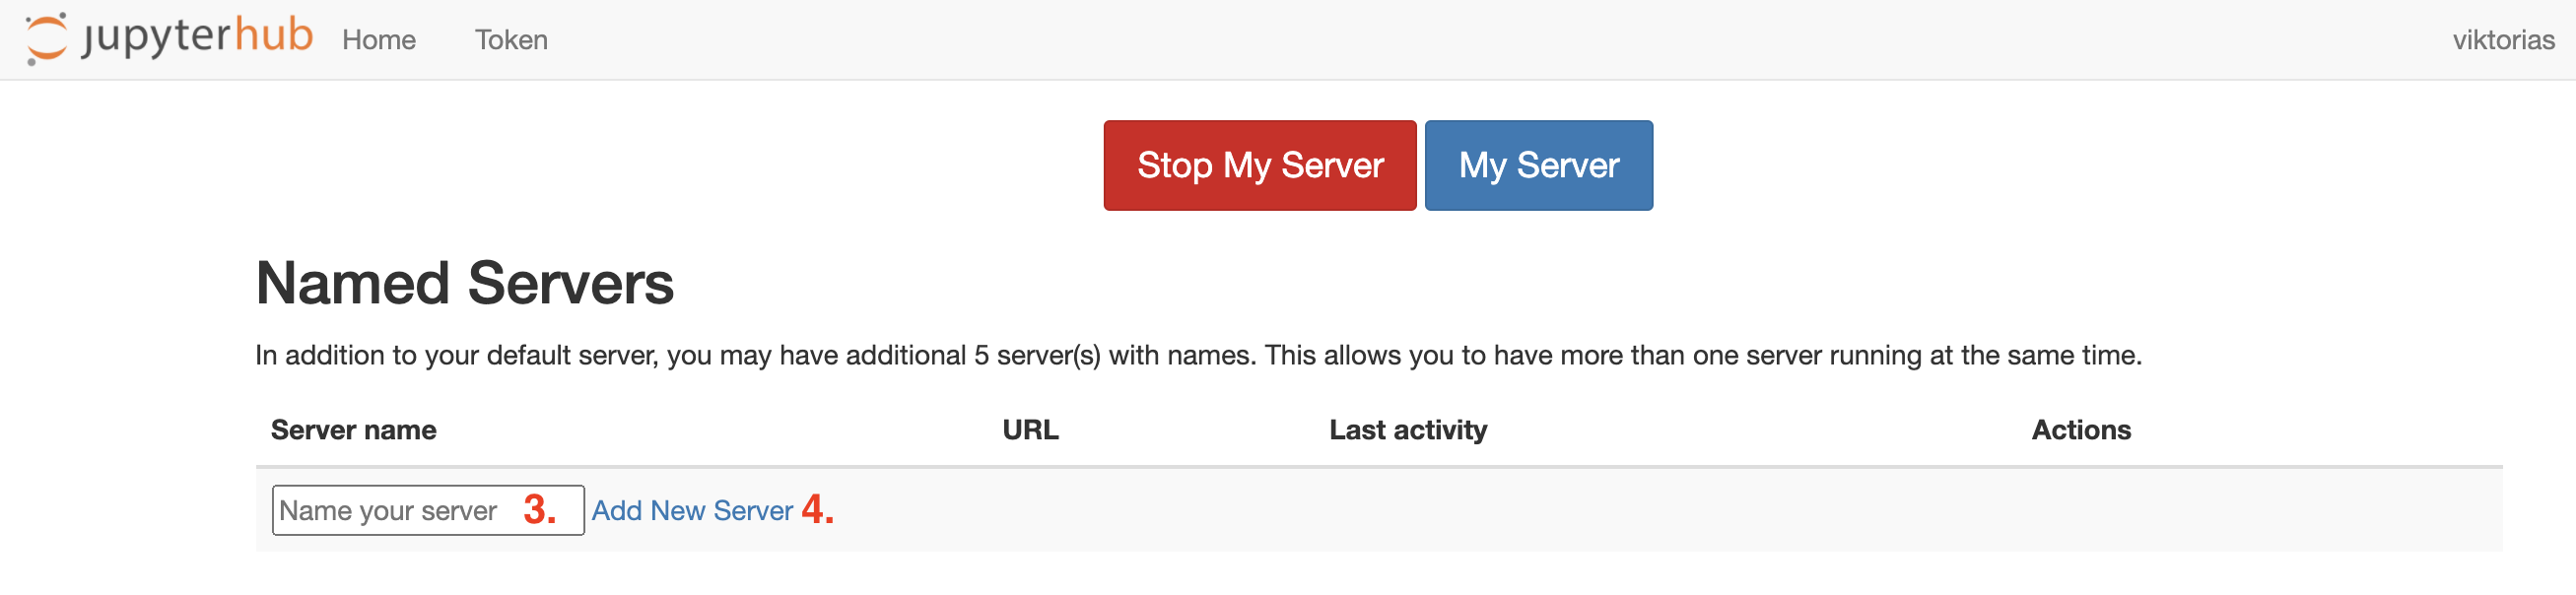 jupyterhub Home Token viktorias
Stop My Server My Server
Named Servers
In addition to your default server, you may have additional 5 server(s) with names. This allows you to have more than one server running at the same time.
Server name URL Last activity Actions
Name your server 3. Add New Server 4.